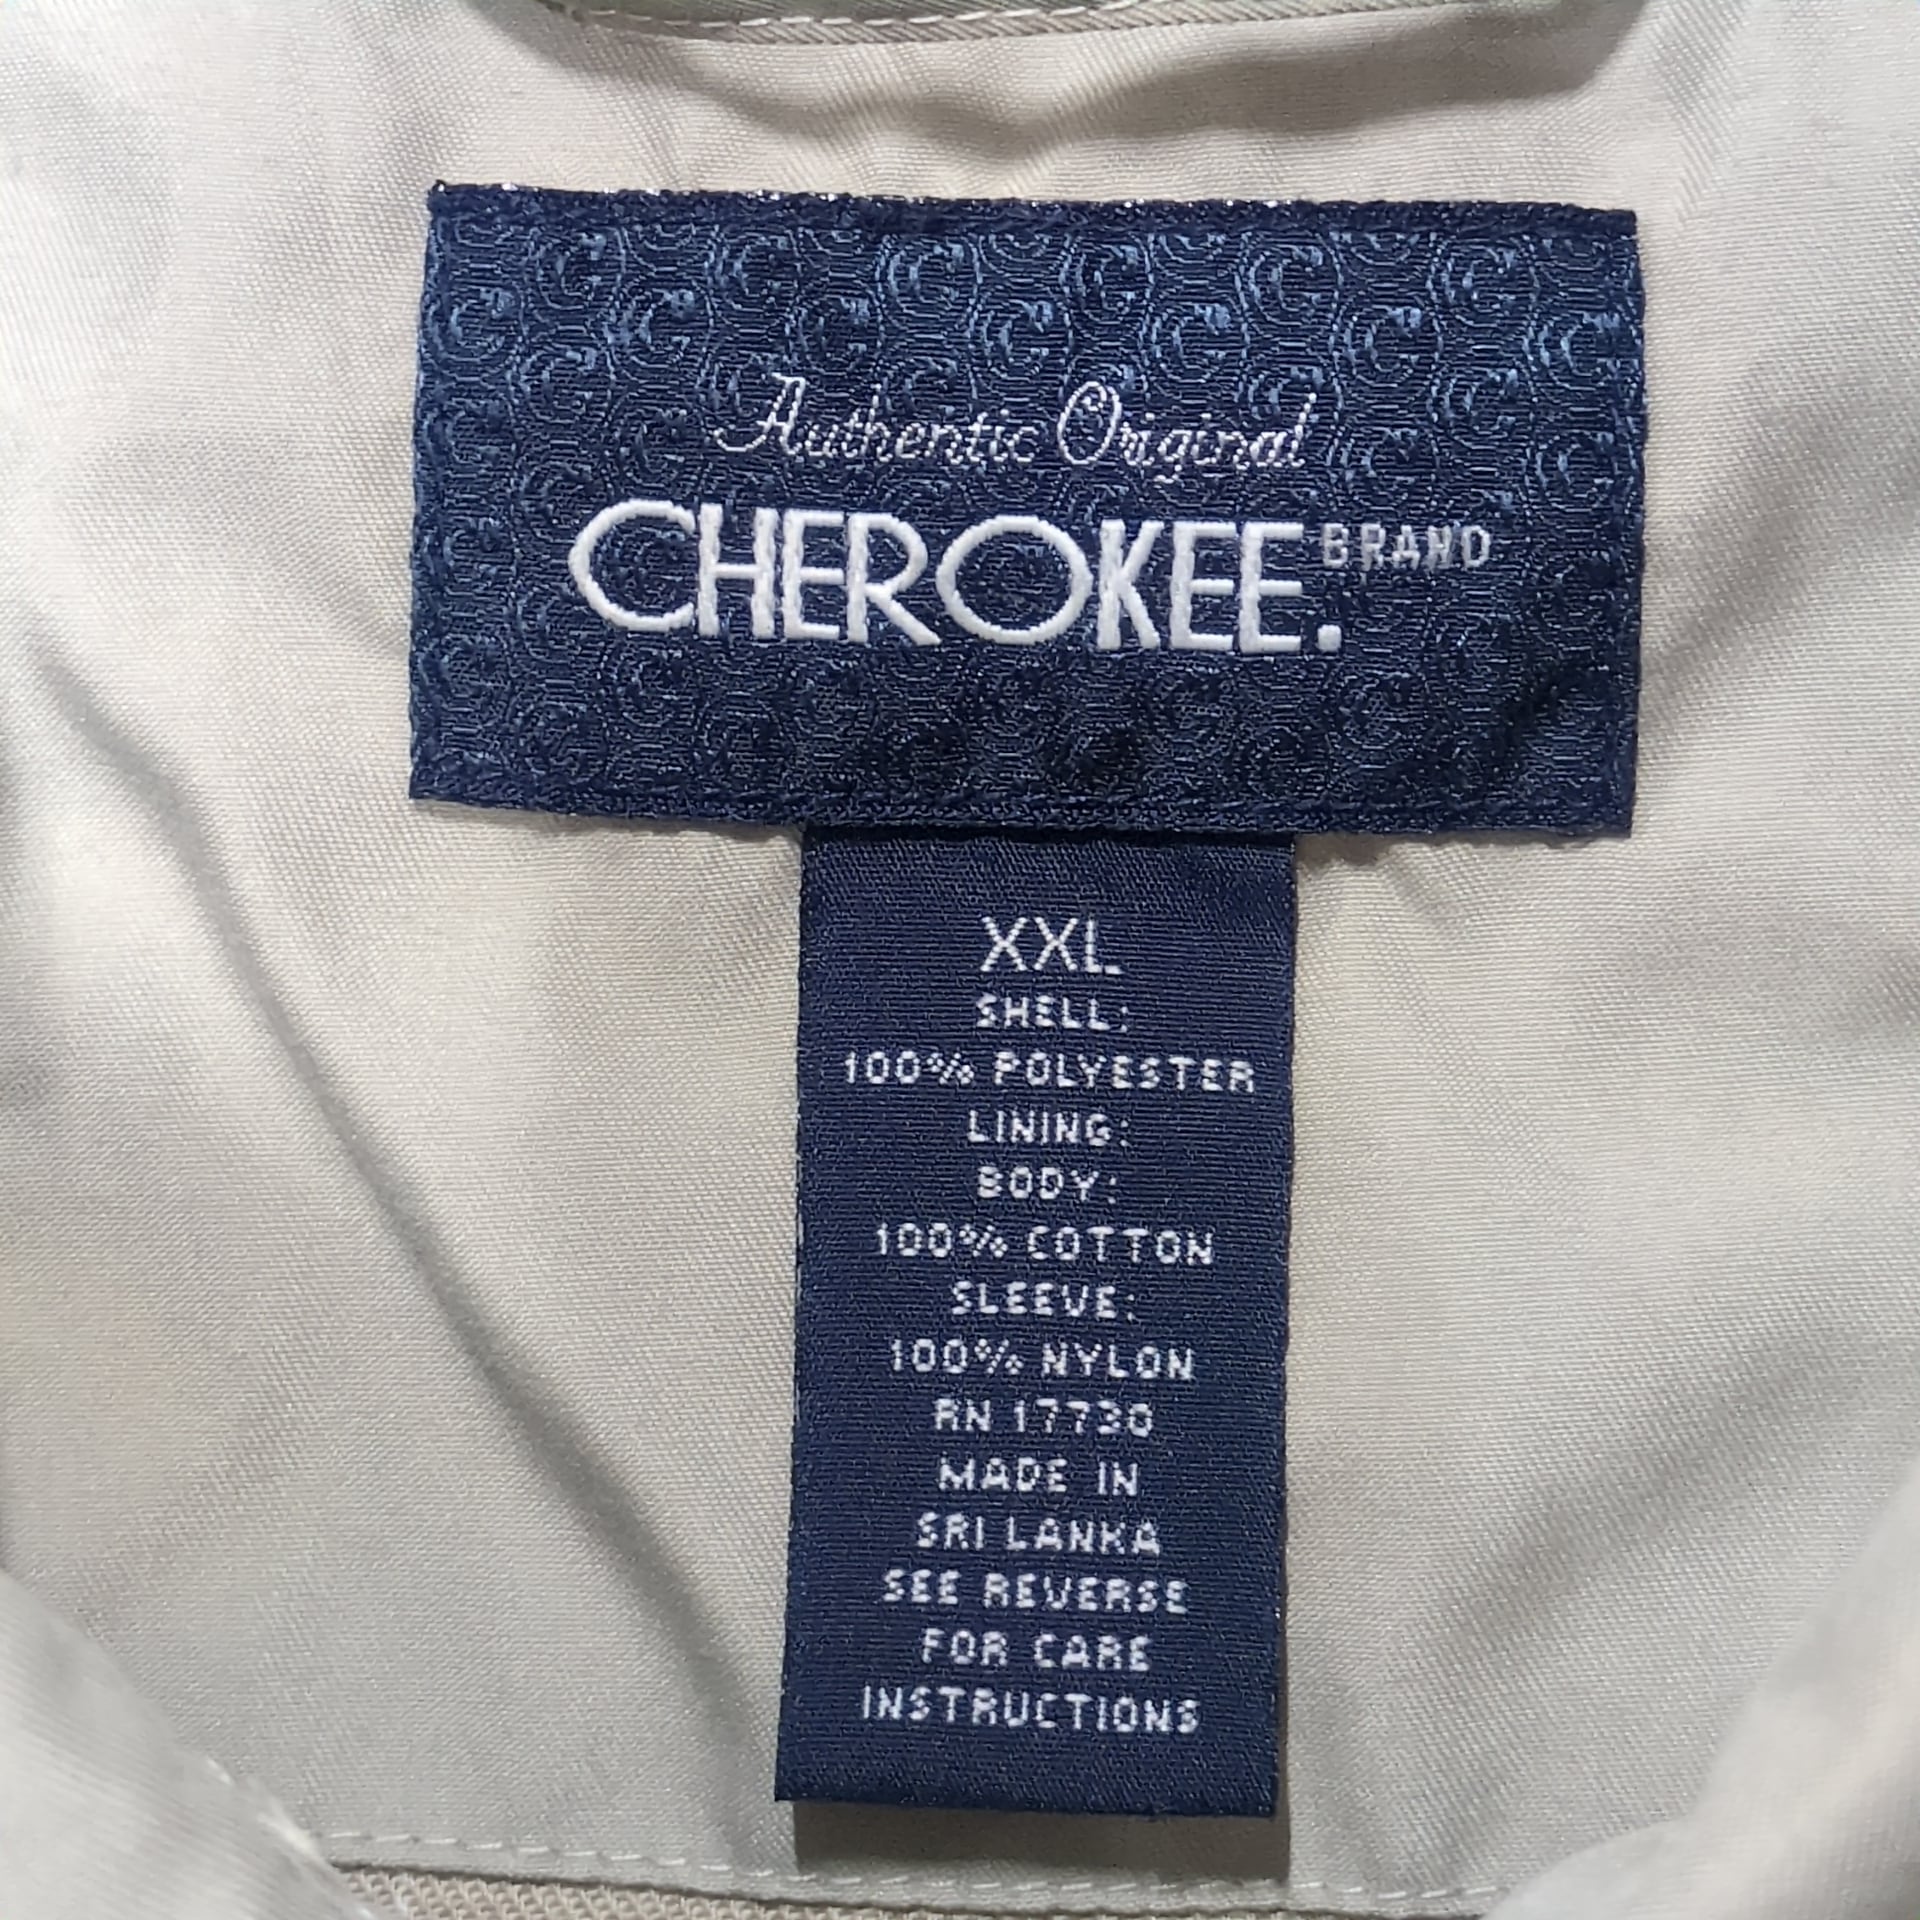 Authentic Original
CHEROKEE. BRAND
XXL
SHELL:
100% POLYESTER
LINING:
BODY:
100% COTTON
SLEEVE:
100% NYLON
RN 17730
MADE IN
SRI LANKA
SEE REVERSE
FOR CARE
INSTRUCTIONS